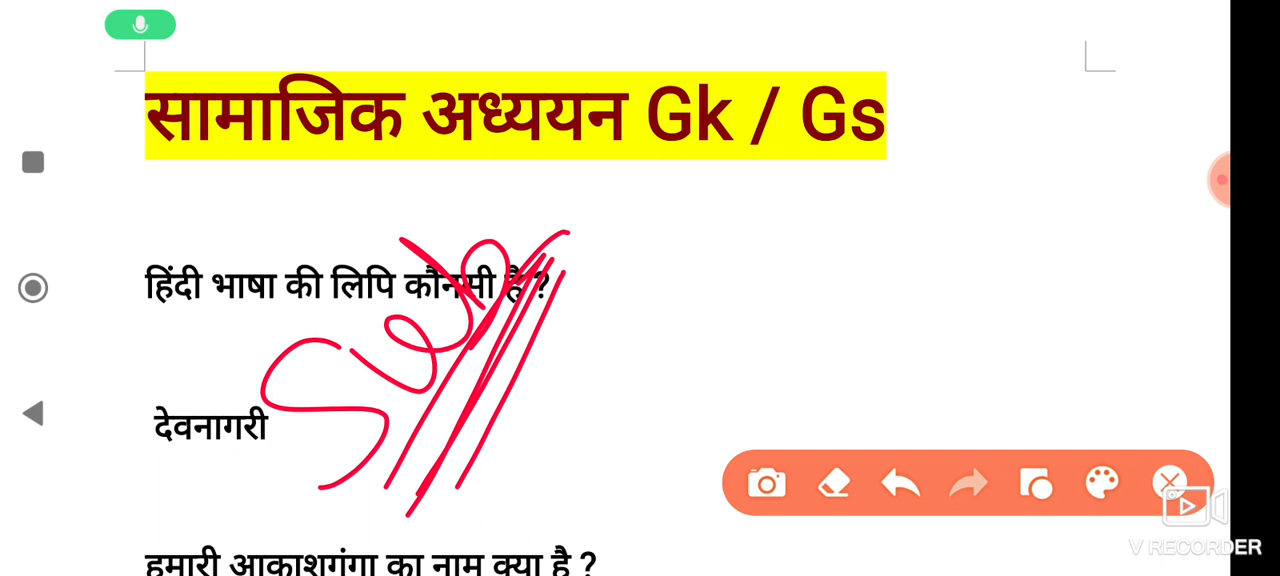 सामाजिक अध्ययन Gk / Gs
हिंदी भाषा की लिपि कौनसी है ?
देवनागरी
हमारी आकाशगंगा का नाम क्या है ?
V RECORDER